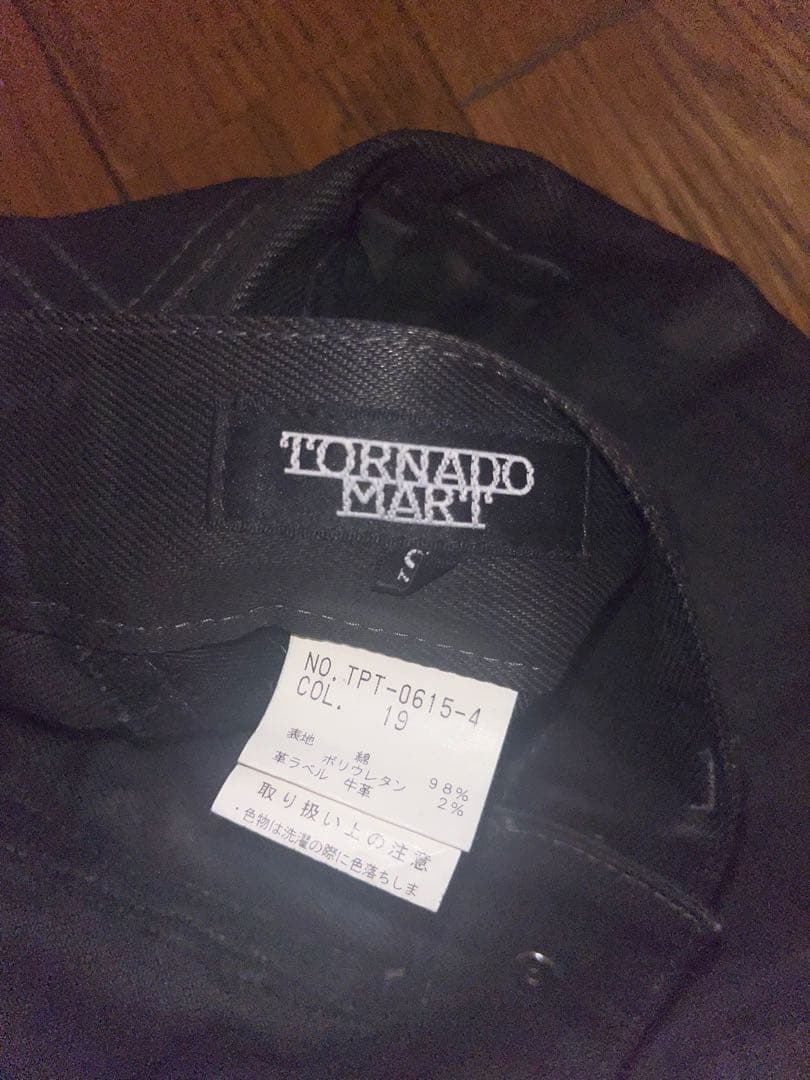 TORNADO
MART
S
NO. TPT-0615-4
COL. 19
表地 綿 98%
ポリウレタン 2%
革ラベル 牛革
取り扱い上の注意
・色物は洗濯の際に色落ちしま